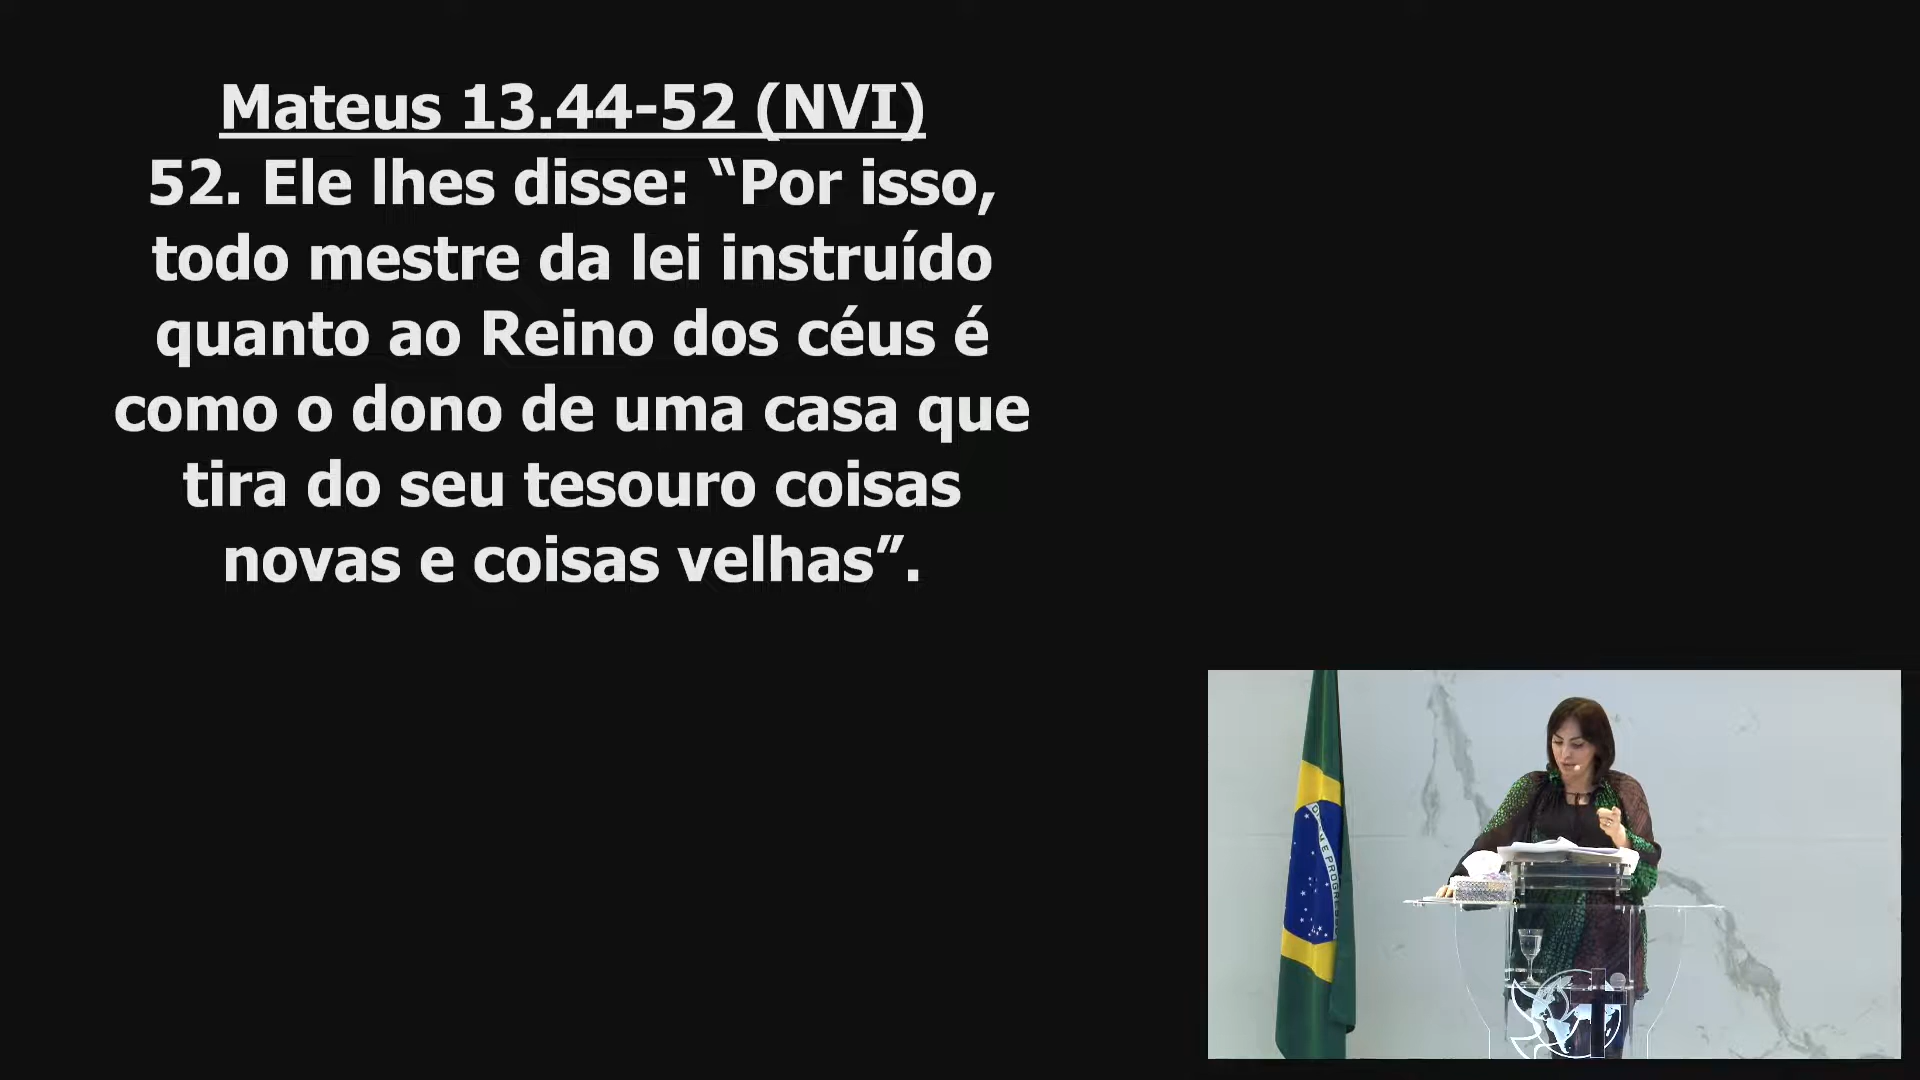 Mateus 13.44-52 (NVI)
52. Ele lhes disse: “Por isso,
todo mestre da lei instruído
quanto ao Reino dos céus é
como o dono de uma casa que
tira do seu tesouro coisas
novas e coisas velhas”.